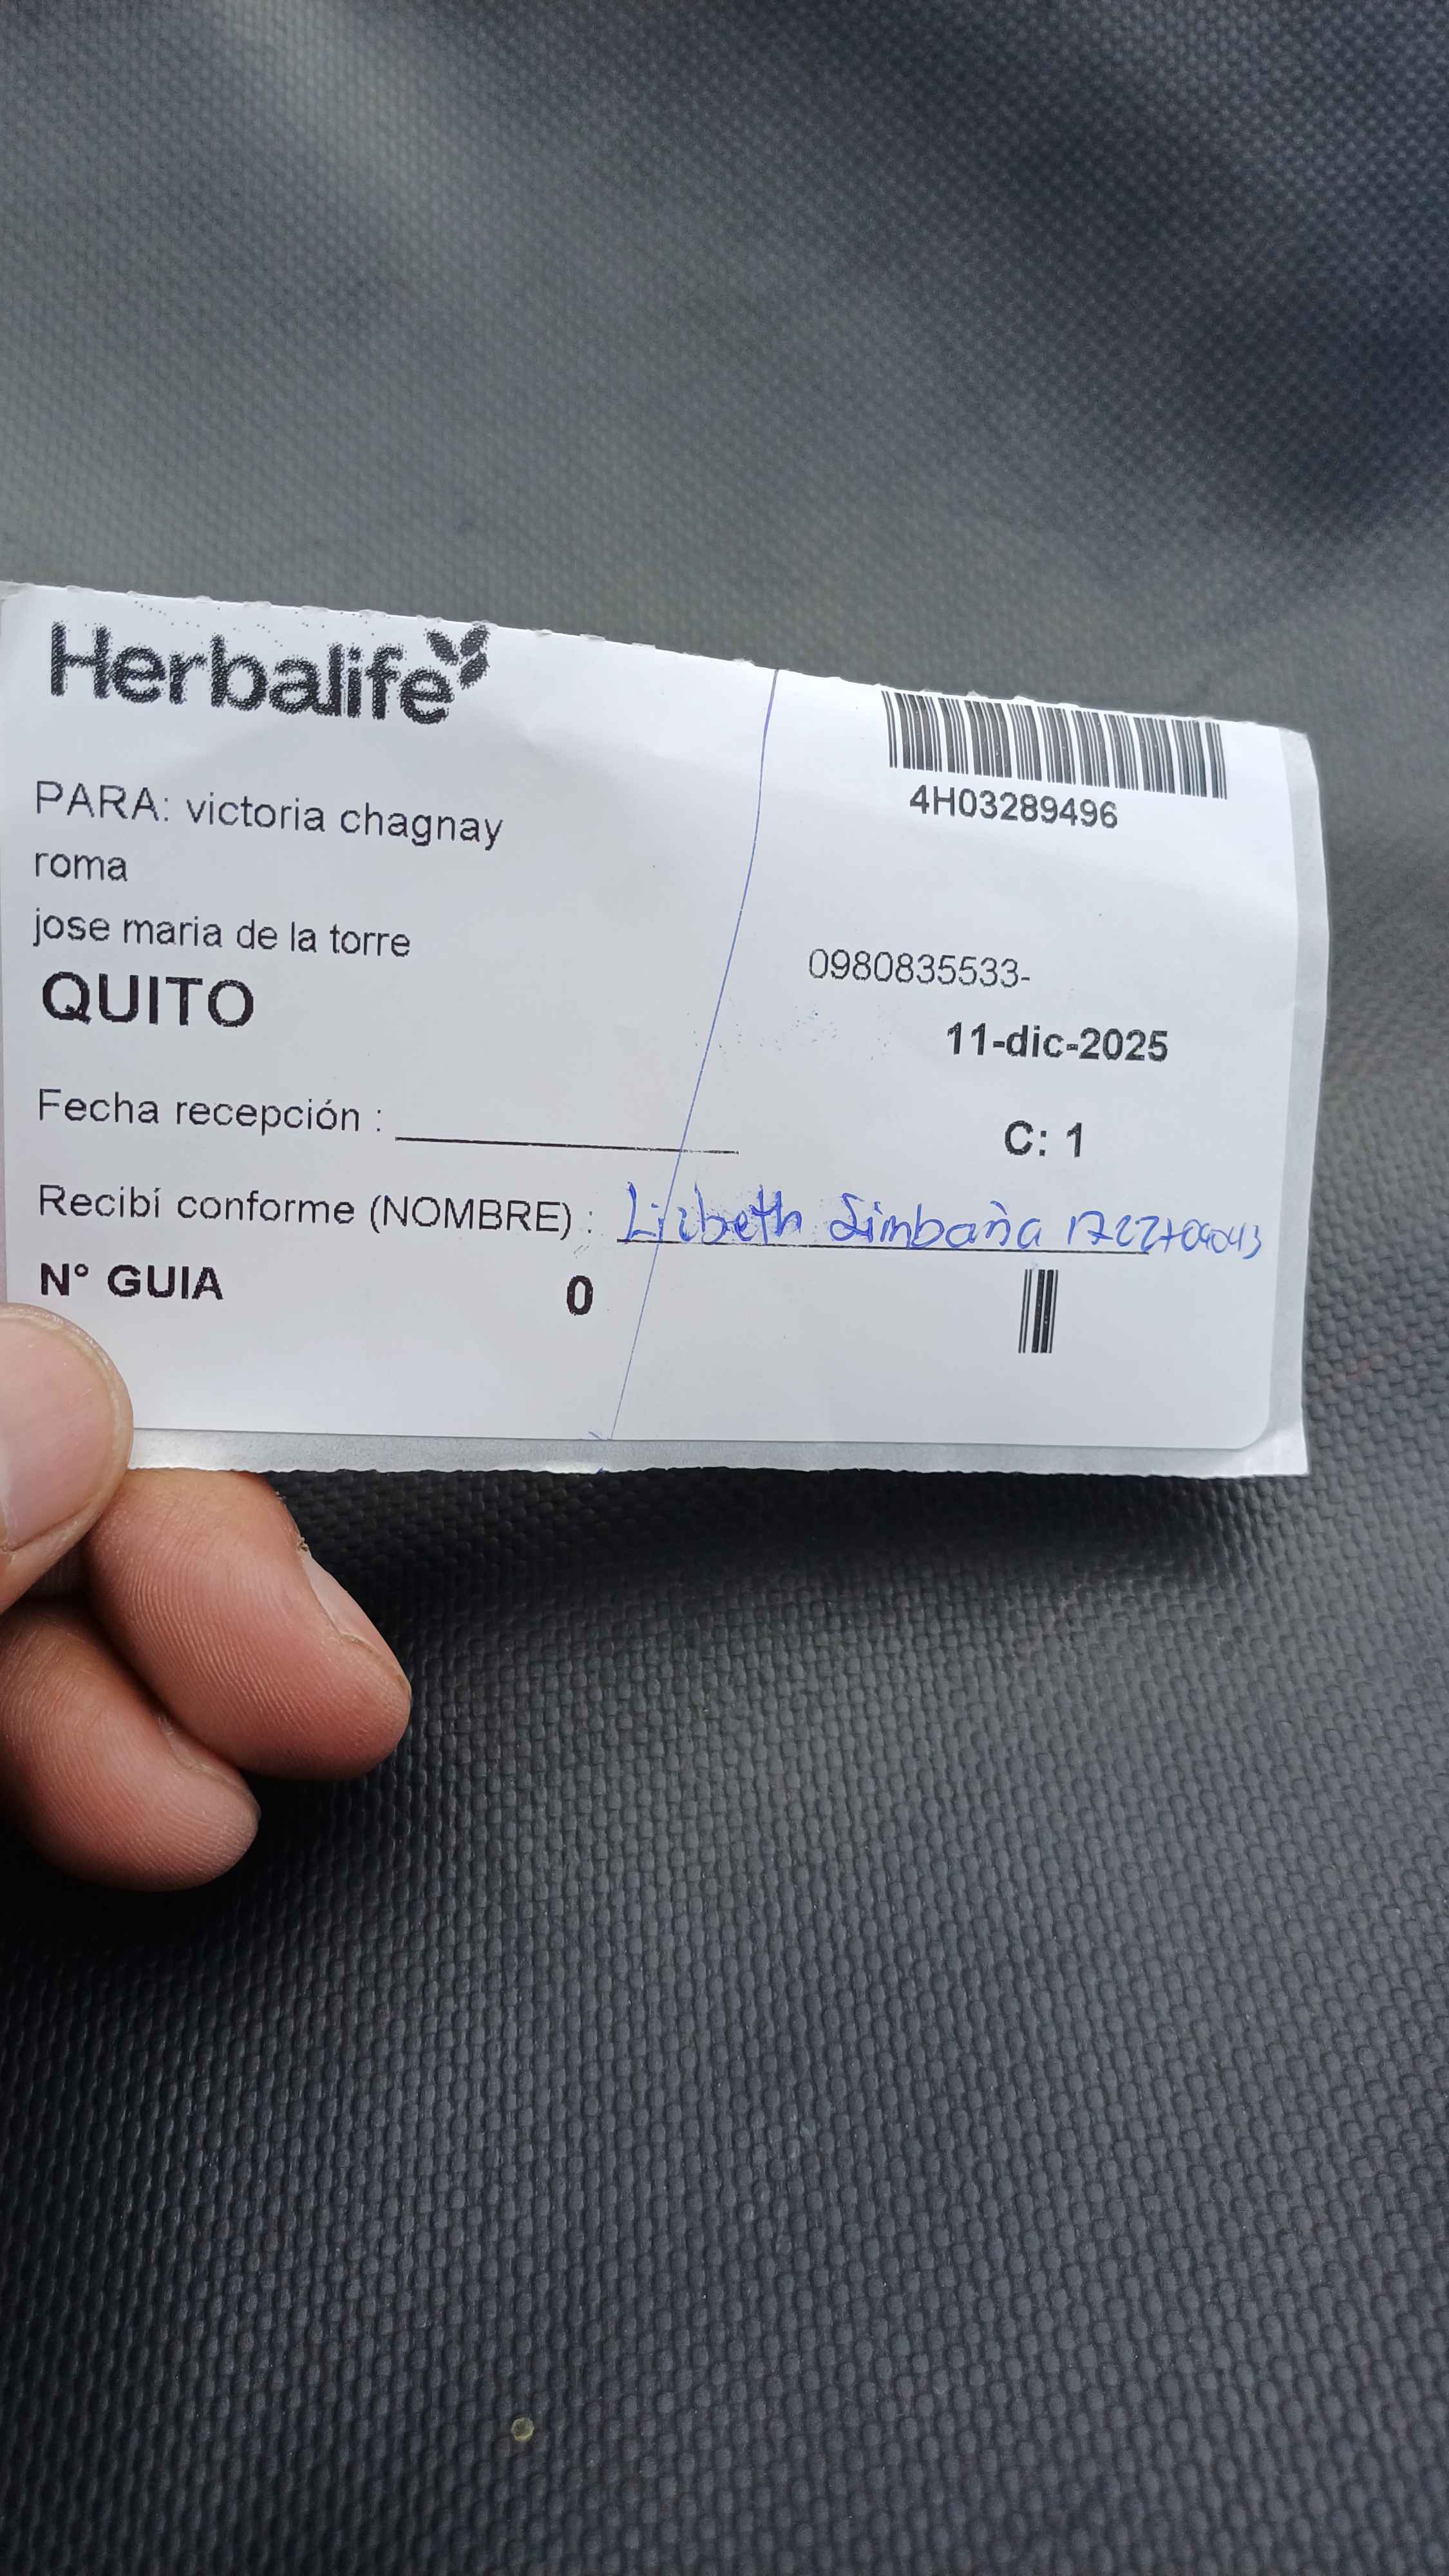 Herbalife
4H03289496
PARA: victoria chagnay
roma
jose maria de la torre
0980835533-
QUITO
11-dic-2025
Fecha recepción :
C: 1
Recibí conforme (NOMBRE) : Lizbeth Simbaña
N° GUIA 0